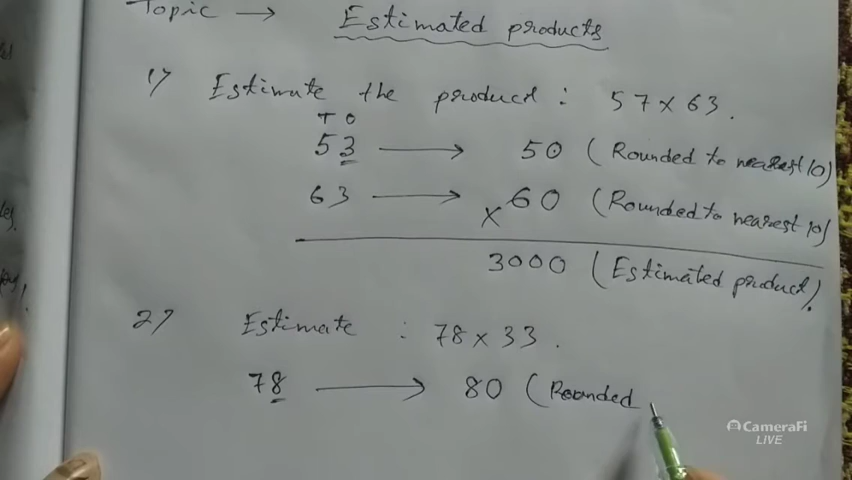 Topic → Estimated products
1) Estimate the product : 57 x 63.
T O
53 → 50 (Rounded to nearest 10)
63 → x 60 (Rounded to nearest 10)
3000 (Estimated product).
2) Estimate : 78 x 33.
78 → 80 (Rounded
CameraFi
LIVE